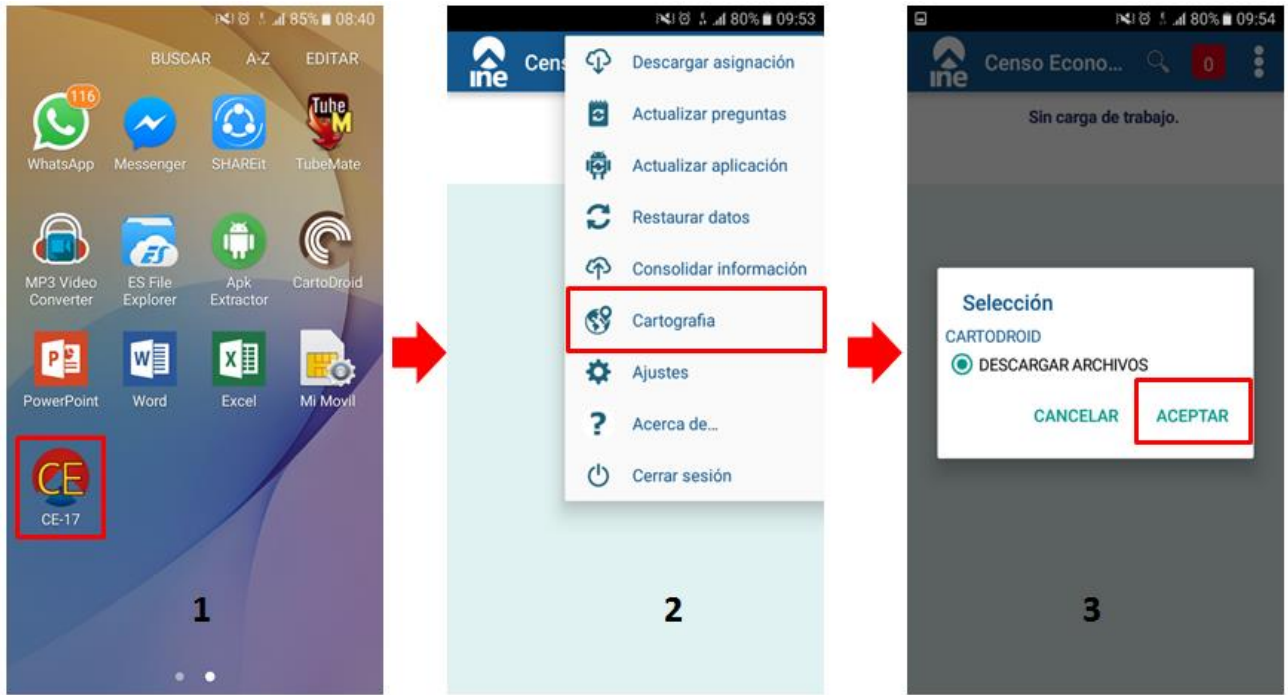 85% 08:40
BUSCAR A-Z EDITAR
116
Tube
M
WhatsApp Messenger SHAREit TubeMate
ES
MP3 Video Converter
ES File Explorer
Apk Extractor
CartoDroid
P W X
PowerPoint Word Excel Mi Movil
CE
CE-17
1
80% 09:53
ine Cens
Descargar asignación
Actualizar preguntas
Actualizar aplicación
Restaurar datos
Consolidar información
Cartografia
Ajustes
? Acerca de...
Cerrar sesión
2
80% 09:54
ine Censo Econo... 0
Sin carga de trabajo.
Selección
CARTODROID
DESCARGAR ARCHIVOS
CANCELAR ACEPTAR
3